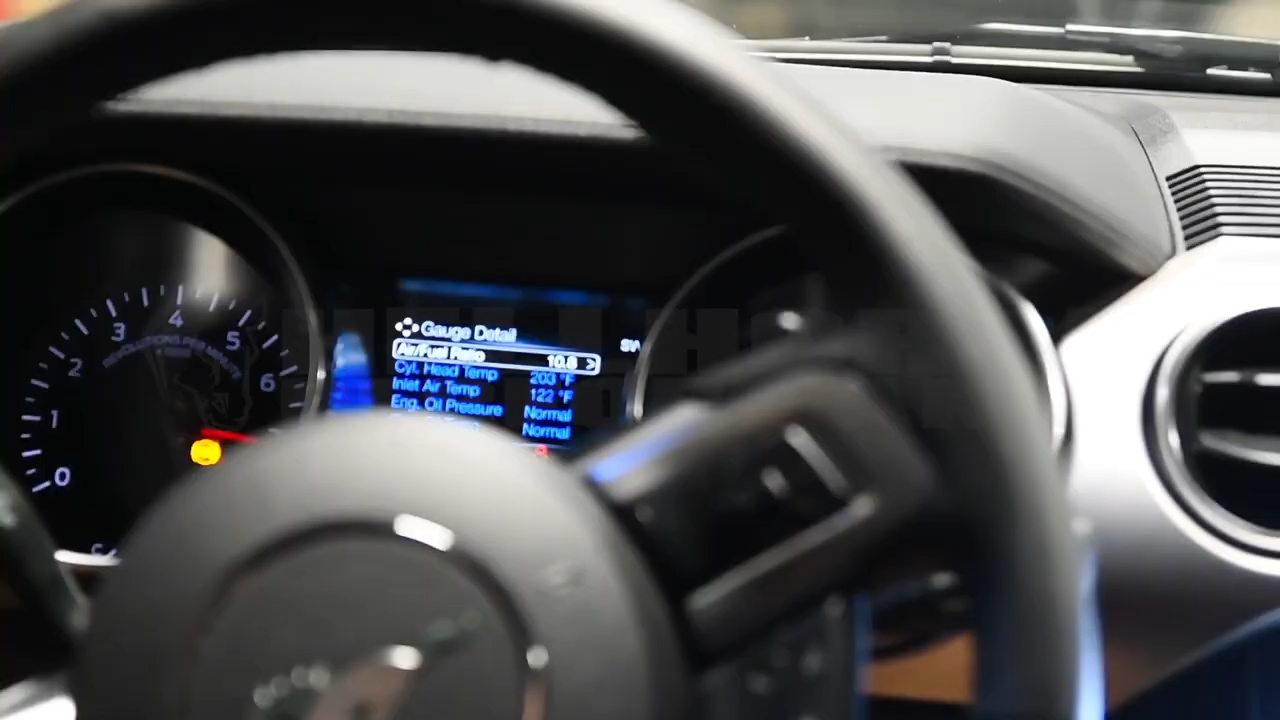 Gauge Detail
Air/Fuel Ratio 10.8 >
Cyl. Head Temp 203 °F
Inlet Air Temp 122 °F
Eng. Oil Pressure Normal
Normal
SW
0 1 2 3 4 5 6
REVOLUTIONS PER MINUTE